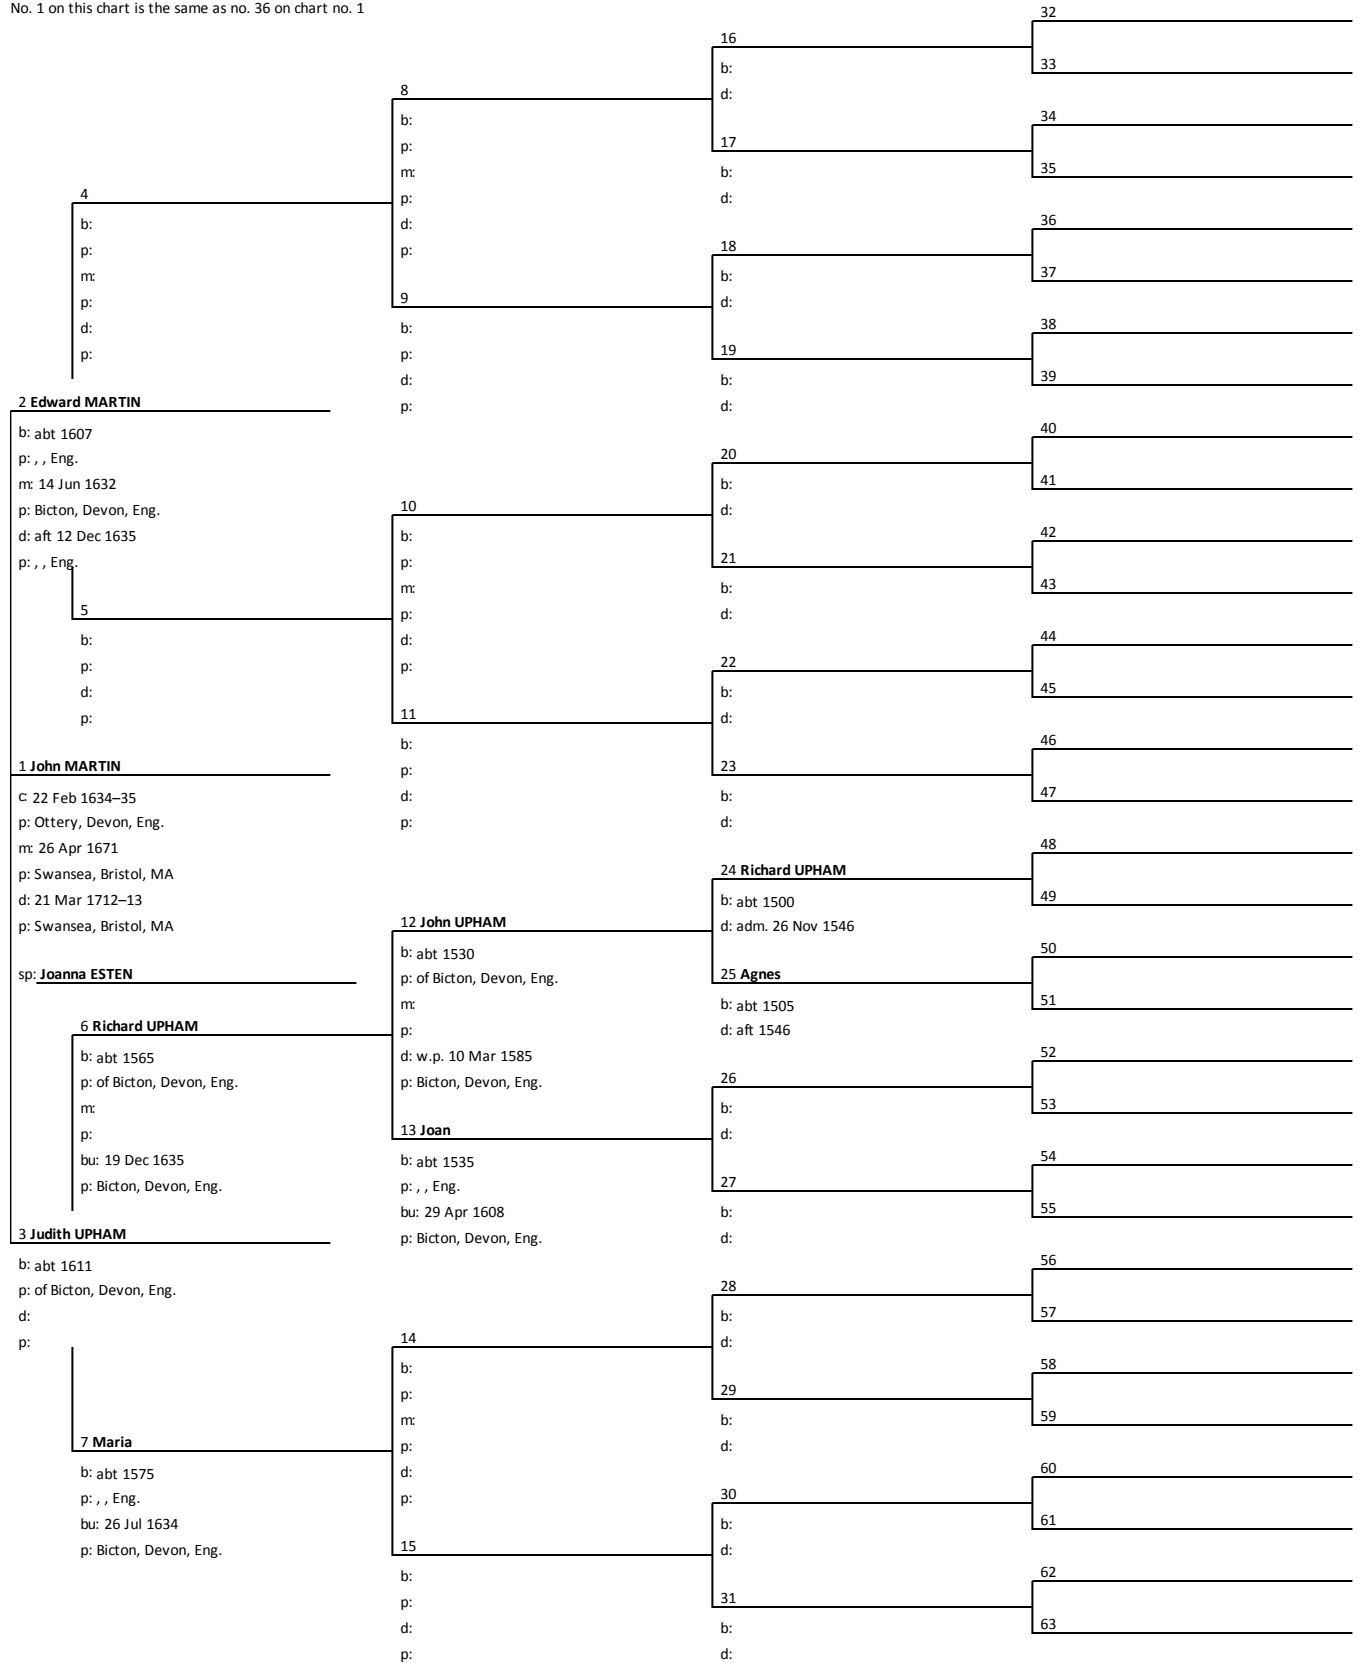 No. 1 on this chart is the same as no. 36 on chart no. 1
4
b:
p:
m:
p:
d:
p:
2 Edward MARTIN
b: abt 1607
p: , , Eng.
m: 14 Jun 1632
p: Bicton, Devon, Eng.
d: aft 12 Dec 1635
p: , , Eng.
5
b:
p:
d:
p:
1 John MARTIN
c: 22 Feb 1634–35
p: Ottery, Devon, Eng.
m: 26 Apr 1671
p: Swansea, Bristol, MA
d: 21 Mar 1712–13
p: Swansea, Bristol, MA
sp: Joanna ESTEN
6 Richard UPHAM
b: abt 1565
p: of Bicton, Devon, Eng.
m:
p:
bu: 19 Dec 1635
p: Bicton, Devon, Eng.
3 Judith UPHAM
b: abt 1611
p: of Bicton, Devon, Eng.
d:
p:
7 Maria
b: abt 1575
p: , , Eng.
bu: 26 Jul 1634
p: Bicton, Devon, Eng.
8
b:
p:
m:
p:
d:
p:
9
b:
p:
d:
p:
10
b:
p:
m:
p:
d:
p:
11
b:
p:
d:
p:
12 John UPHAM
b: abt 1530
p: of Bicton, Devon, Eng.
m:
p:
d: w.p. 10 Mar 1585
p: Bicton, Devon, Eng.
13 Joan
b: abt 1535
p: , , Eng.
bu: 29 Apr 1608
p: Bicton, Devon, Eng.
14
b:
p:
m:
p:
d:
p:
15
b:
p:
d:
p:
16
b:
d:
17
b:
d:
18
b:
d:
19
b:
d:
20
b:
d:
21
b:
d:
22
b:
d:
23
b:
d:
24 Richard UPHAM
b: abt 1500
d: adm. 26 Nov 1546
25 Agnes
b: abt 1505
d: aft 1546
26
b:
d:
27
b:
d:
28
b:
d:
29
b:
d:
30
b:
d:
31
b:
d:
32
33
34
35
36
37
38
39
40
41
42
43
44
45
46
47
48
49
50
51
52
53
54
55
56
57
58
59
60
61
62
63